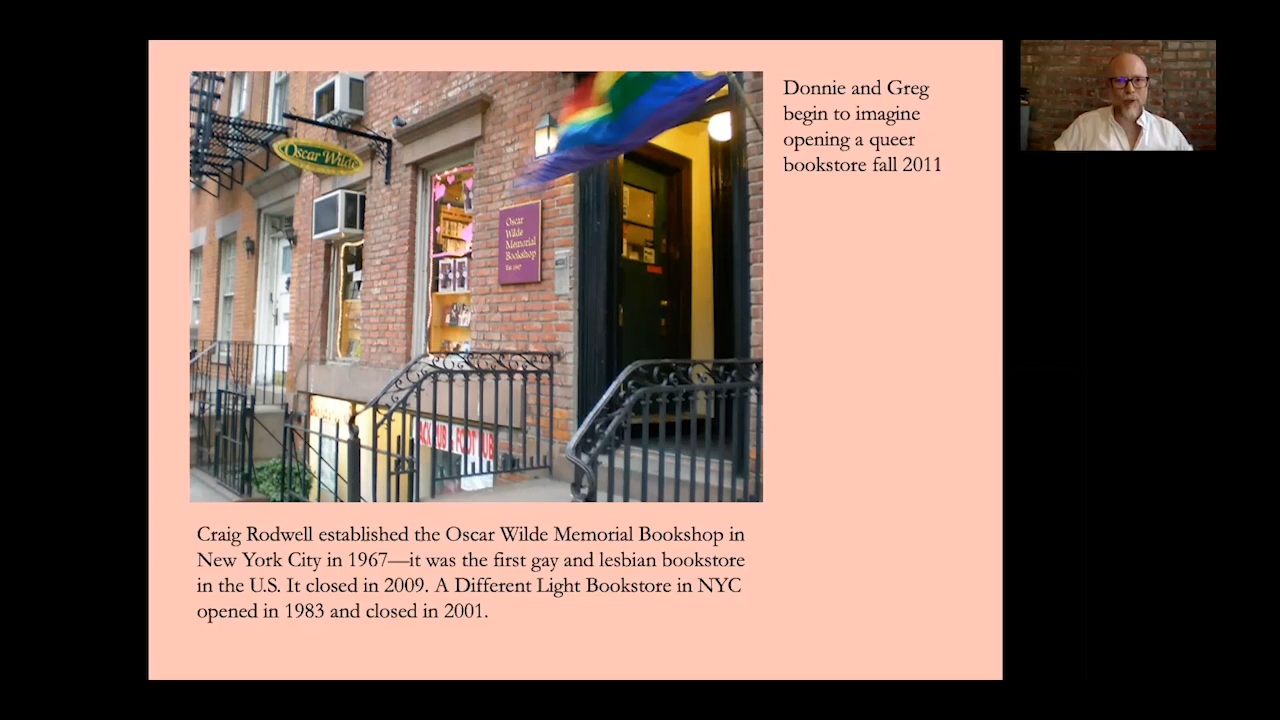 Oscar Wilde
Oscar
Wilde
Memorial
Bookshop
Est. 1967
Donnie and Greg
begin to imagine
opening a queer
bookstore fall 2011
Craig Rodwell established the Oscar Wilde Memorial Bookshop in
New York City in 1967—it was the first gay and lesbian bookstore
in the U.S. It closed in 2009. A Different Light Bookstore in NYC
opened in 1983 and closed in 2001.